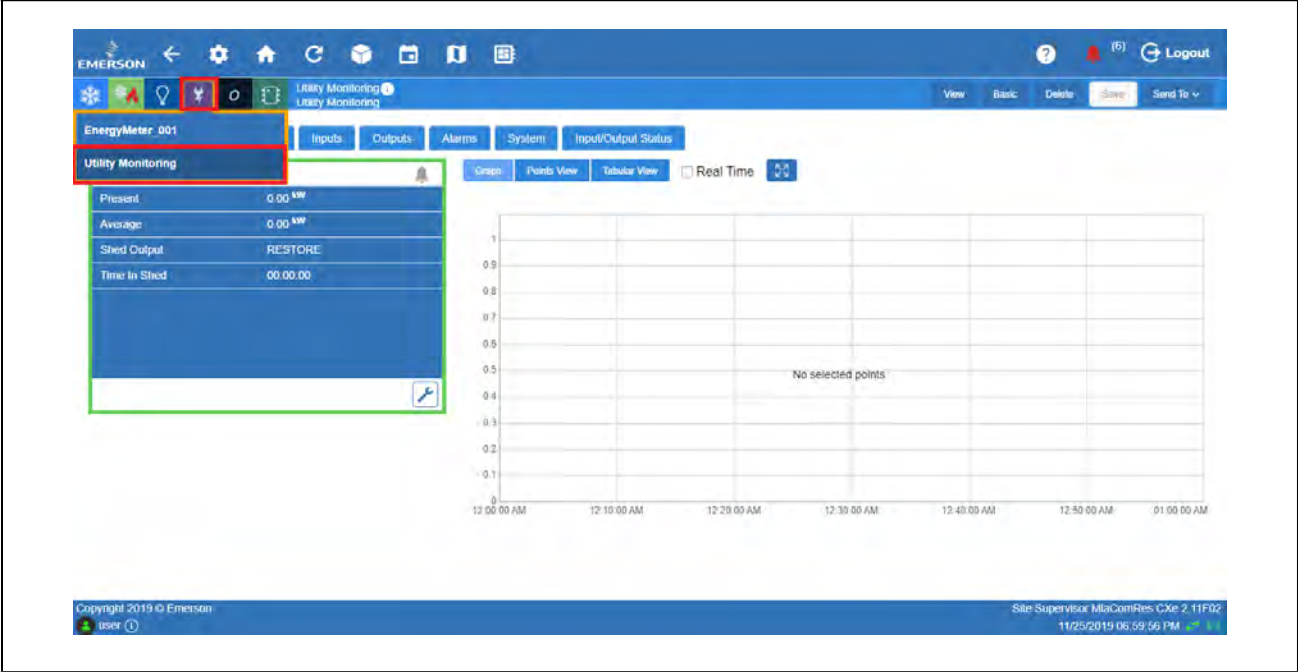 EMERSON
(6)
Logout
o
Utility Monitoring
Utility Monitoring
View Basic Delete Save Send To
EnergyMeter_001
Utility Monitoring
Inputs Outputs Alarms System Input/Output Status
Graph Points View Tabular View Real Time
Present 0.00 kW
Average 0.00 kW
Shed Output RESTORE
Time In Shed 00:00:00
1
0.9
0.8
0.7
0.6
0.5
0.4
0.3
0.2
0.1
0
No selected points
12:00:00 AM 12:10:00 AM 12:20:00 AM 12:30:00 AM 12:40:00 AM 12:50:00 AM 01:00:00 AM
Copyright 2019 © Emerson
user
Site Supervisor MiaComRes CXe 2.11F02
11/25/2019 06:59:56 PM